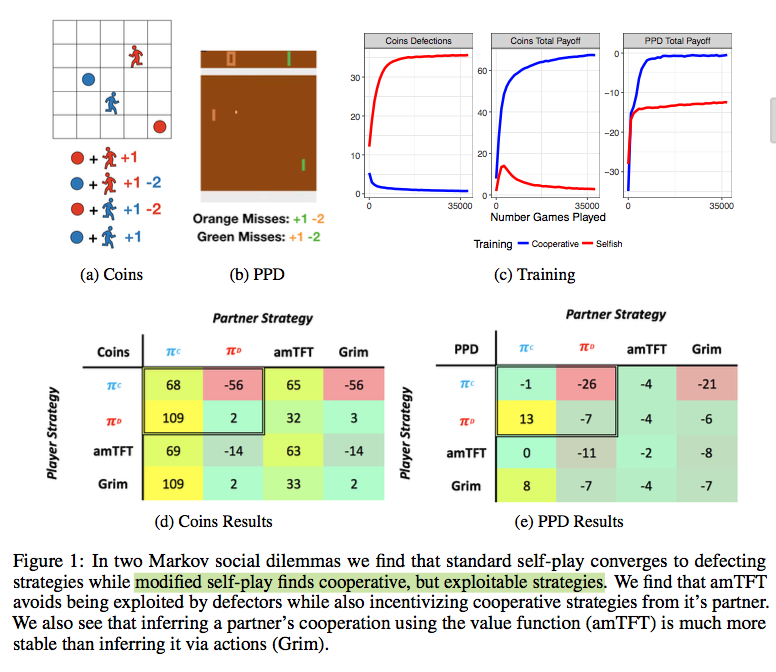 + +1
+ +1 -2
+ +1 -2
+ +1
(a) Coins
Orange Misses: +1 -2
Green Misses: +1 -2
(b) PPD
Coins Defections
Coins Total Payoff
PPD Total Payoff
30
20
10
0
0
35000
60
40
20
0
0
35000
0
-10
-20
-30
0
35000
Number Games Played
Training Cooperative Selfish
(c) Training
Partner Strategy
Player Strategy
Coins πᶜ πᴰ amTFT Grim
πᶜ 68 -56 65 -56
πᴰ 109 2 32 3
amTFT 69 -14 63 -14
Grim 109 2 33 2
(d) Coins Results
Partner Strategy
Player Strategy
PPD πᶜ πᴰ amTFT Grim
πᶜ -1 -26 -4 -21
πᴰ 13 -7 -4 -6
amTFT 0 -11 -2 -8
Grim 8 -7 -4 -7
(e) PPD Results
Figure 1: In two Markov social dilemmas we find that standard self-play converges to defecting
strategies while modified self-play finds cooperative, but exploitable strategies. We find that amTFT
avoids being exploited by defectors while also incentivizing cooperative strategies from it's partner.
We also see that inferring a partner's cooperation using the value function (amTFT) is much more
stable than inferring it via actions (Grim).